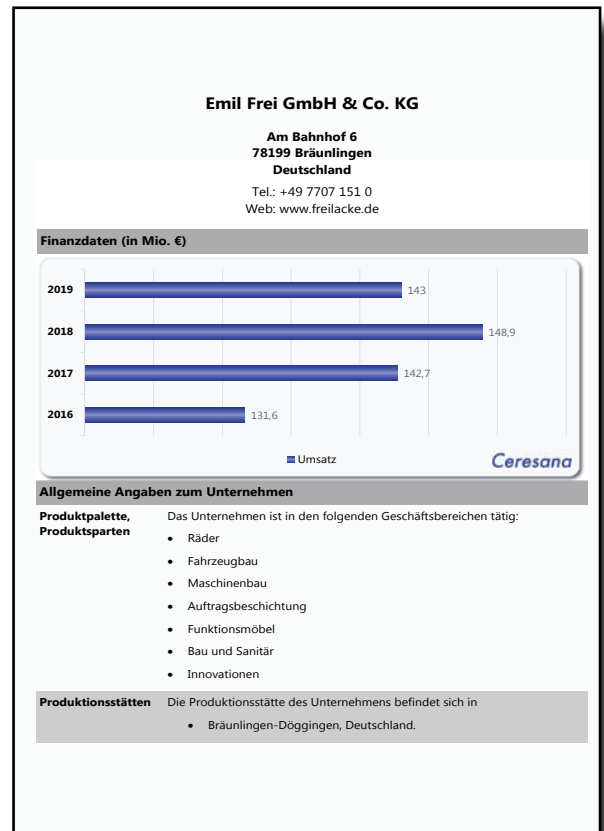 Emil Frei GmbH & Co. KG
Am Bahnhof 6
78199 Bräunlingen
Deutschland
Tel.: +49 7707 151 0
Web: www.freilacke.de
Finanzdaten (in Mio. €)
2019 143
2018 148,9
2017 142,7
2016 131,6
Umsatz
Ceresana
Allgemeine Angaben zum Unternehmen
Produktpalette, Das Unternehmen ist in den folgenden Geschäftsbereichen tätig:
Produktsparten
• Räder
• Fahrzeugbau
• Maschinenbau
• Auftragsbeschichtung
• Funktionsmöbel
• Bau und Sanitär
• Innovationen
Produktionsstätten Die Produktionsstätte des Unternehmens befindet sich in
• Bräunlingen-Döggingen, Deutschland.